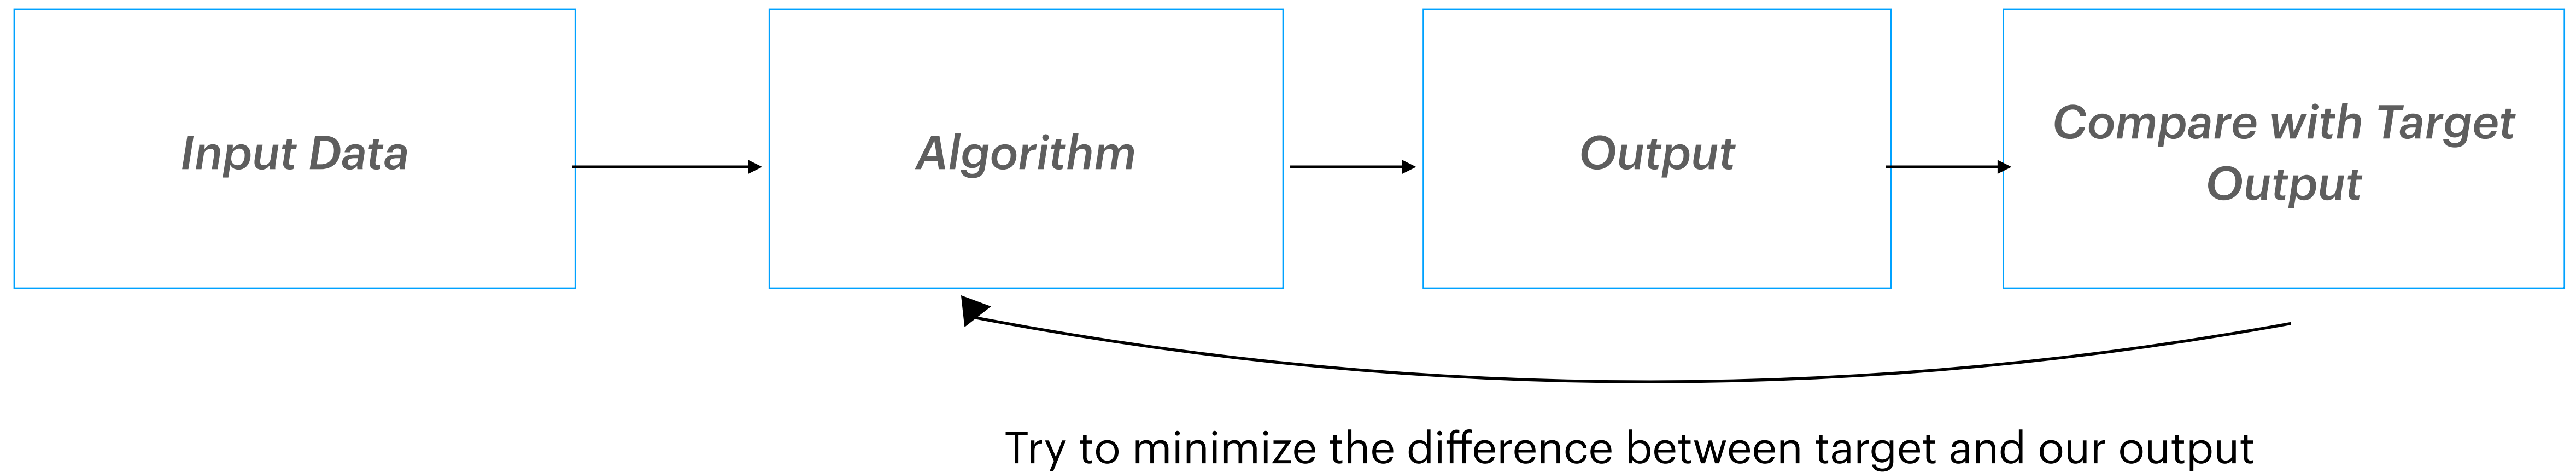 Input Data
Algorithm
Output
Compare with Target
Output
Try to minimize the difference between target and our output